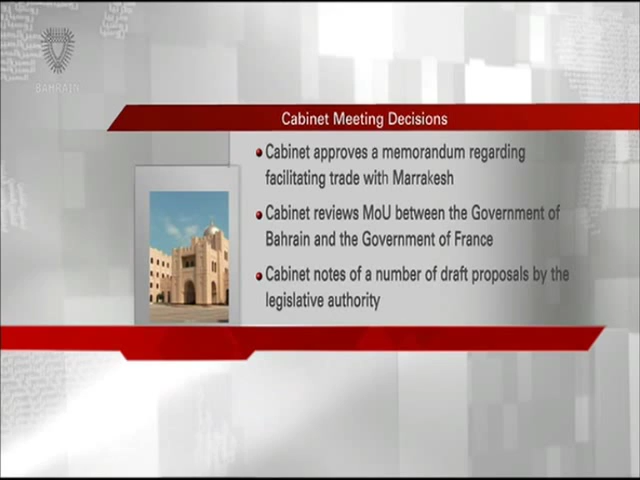 BAHRAIN
Cabinet Meeting Decisions
Cabinet approves a memorandum regarding
facilitating trade with Marrakesh
Cabinet reviews MoU between the Government of
Bahrain and the Government of France
Cabinet notes of a number of draft proposals by the
legislative authority